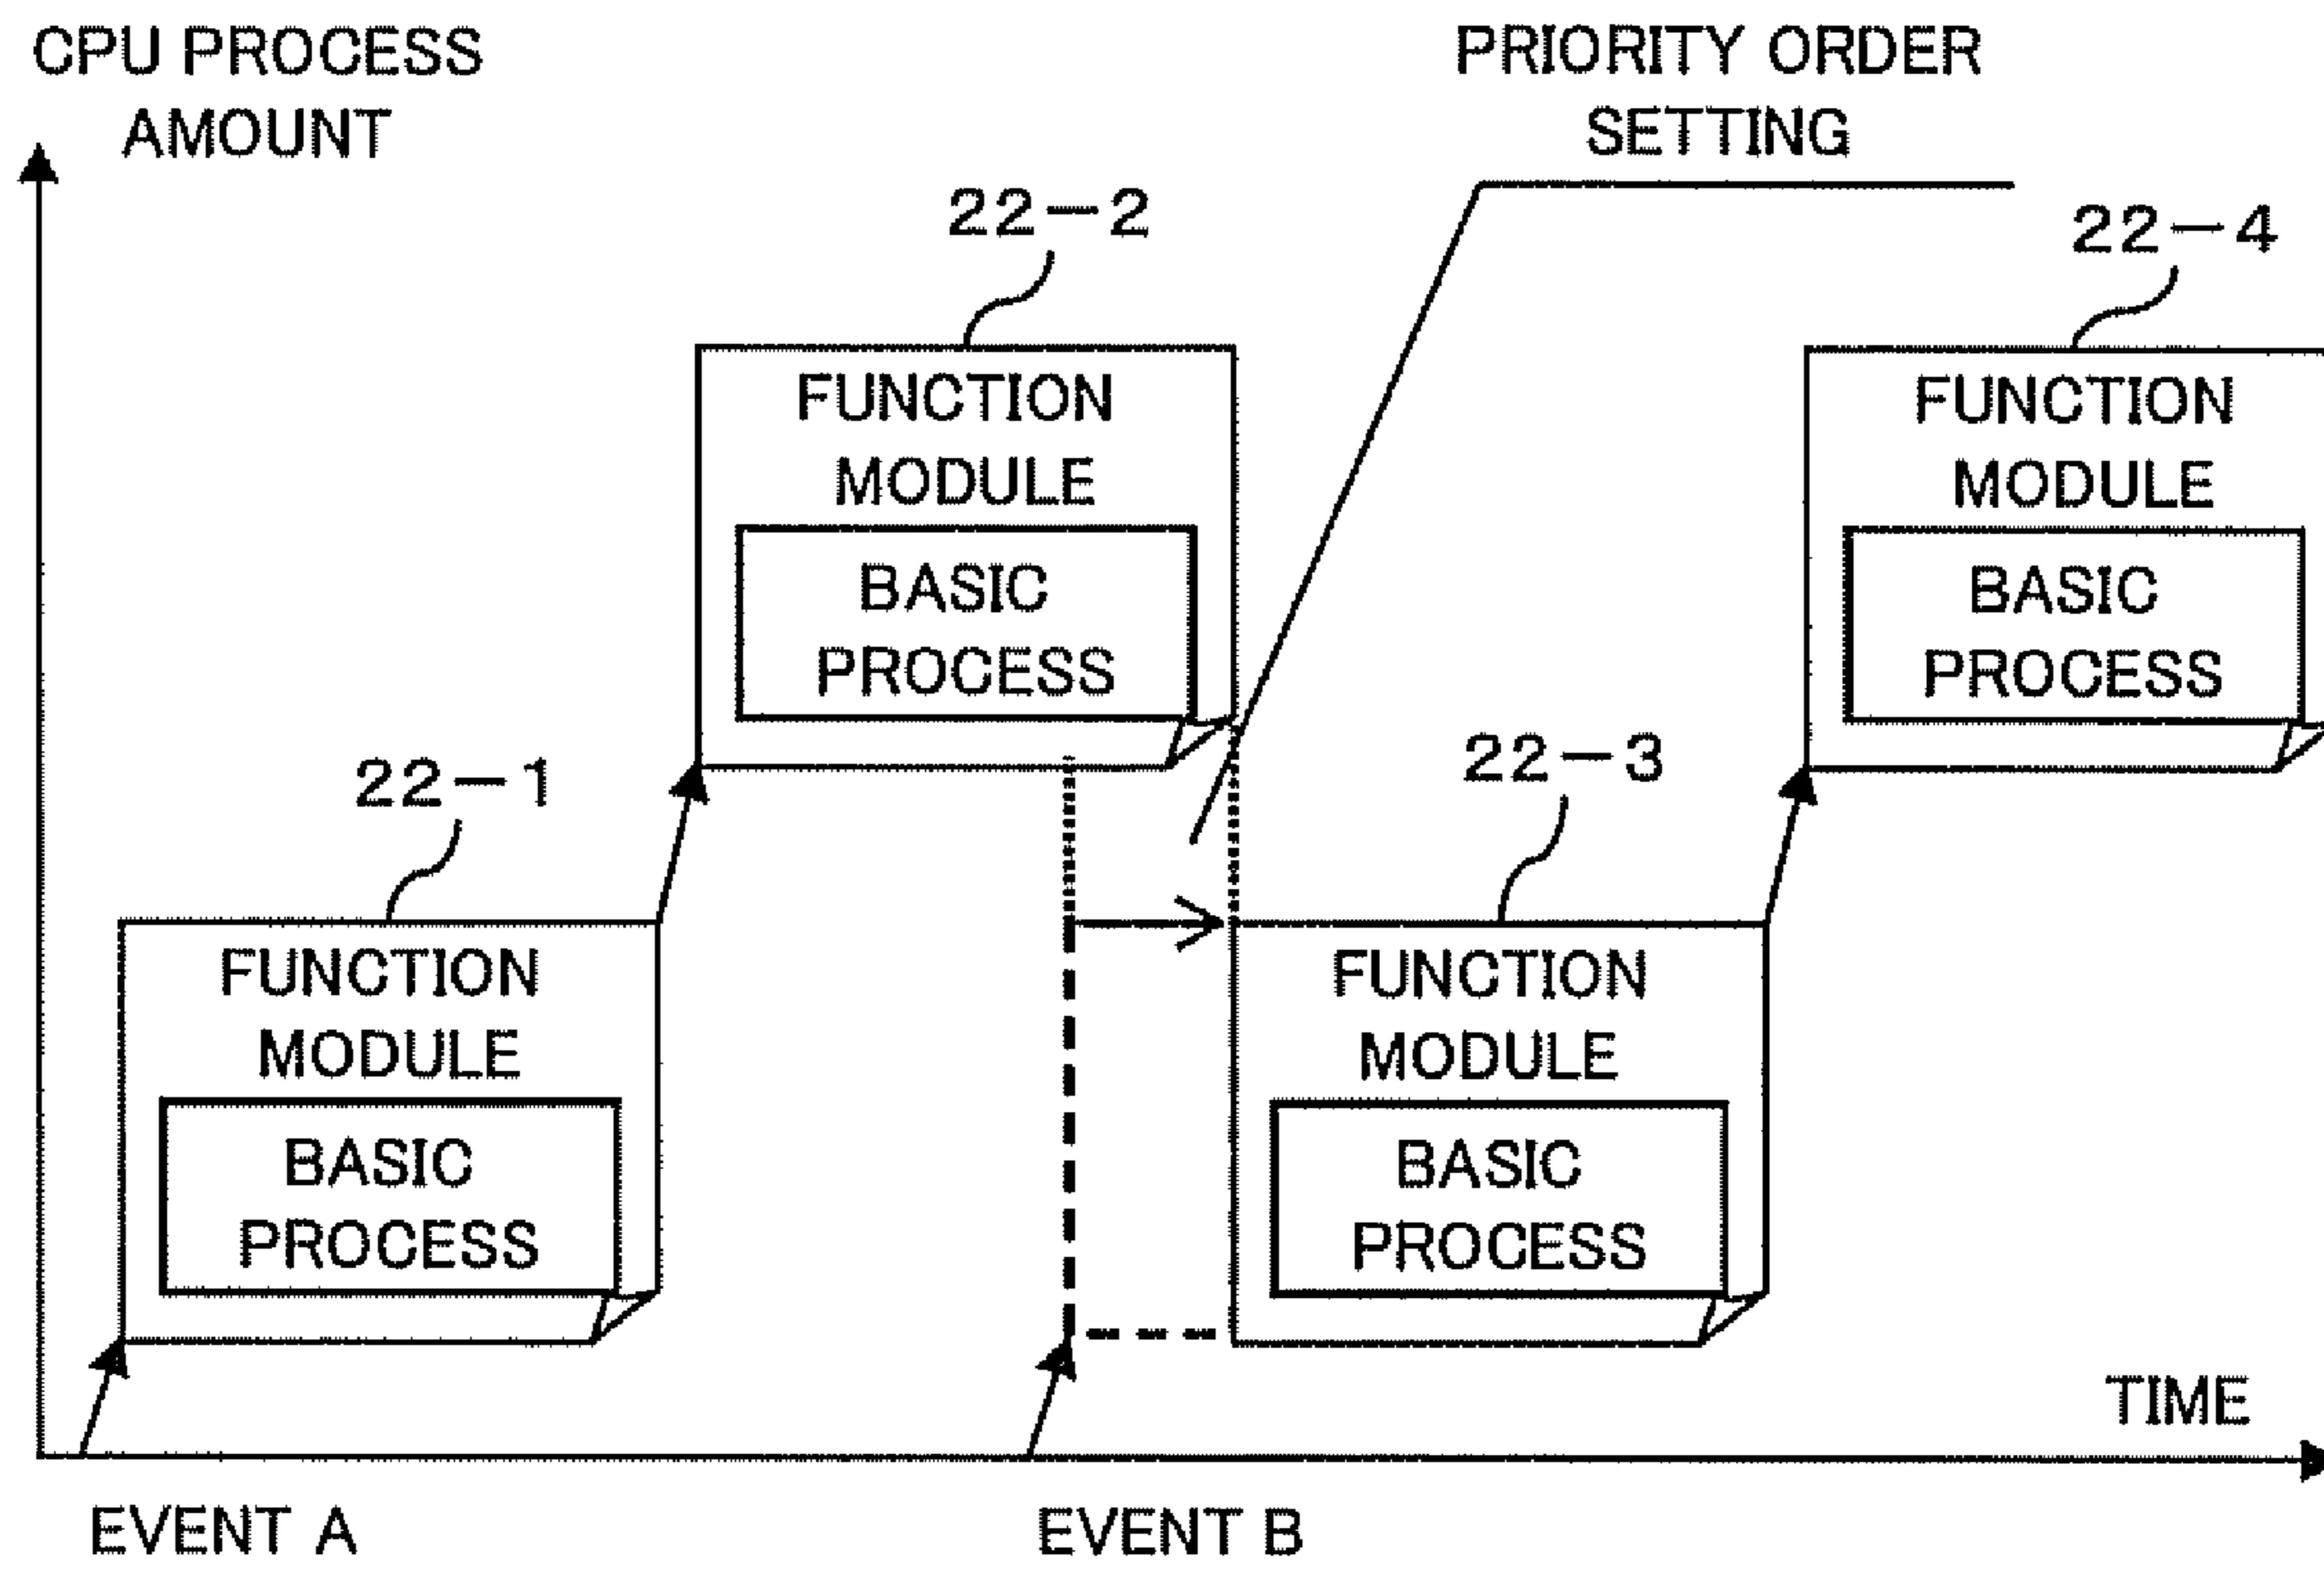 CPU PROCESS
AMOUNT
PRIORITY ORDER
SETTING
22-2
22-4
FUNCTION
MODULE
BASIC
PROCESS
FUNCTION
MODULE
BASIC
PROCESS
22-1
22-3
FUNCTION
MODULE
BASIC
PROCESS
FUNCTION
MODULE
BASIC
PROCESS
TIME
EVENT A
EVENT B